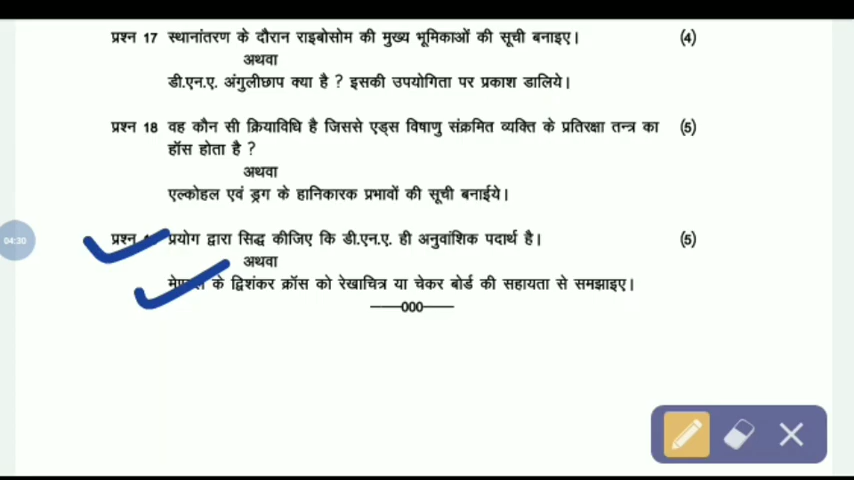 प्रश्न 17 स्थानांतरण के दौरान राइबोसोम की मुख्य भूमिकाओं की सूची बनाइए। (4)
अथवा
डी.एन.ए. अंगुलीछाप क्या है ? इसकी उपयोगिता पर प्रकाश डालिये।
प्रश्न 18 वह कौन सी क्रियाविधि है जिससे एड्स विषाणु संक्रमित व्यक्ति के प्रतिरक्षा तन्त्र का (5)
हॉस होता है ?
अथवा
एल्कोहल एवं ड्रग के हानिकारक प्रभावों की सूची बनाईये।
04:30
प्रश्न प्रयोग द्वारा सिद्ध कीजिए कि डी.एन.ए. ही अनुवांशिक पदार्थ है। (5)
अथवा
के द्विशंकर क्रॉस को रेखाचित्र या चेकर बोर्ड की सहायता से समझाइए।
——000——